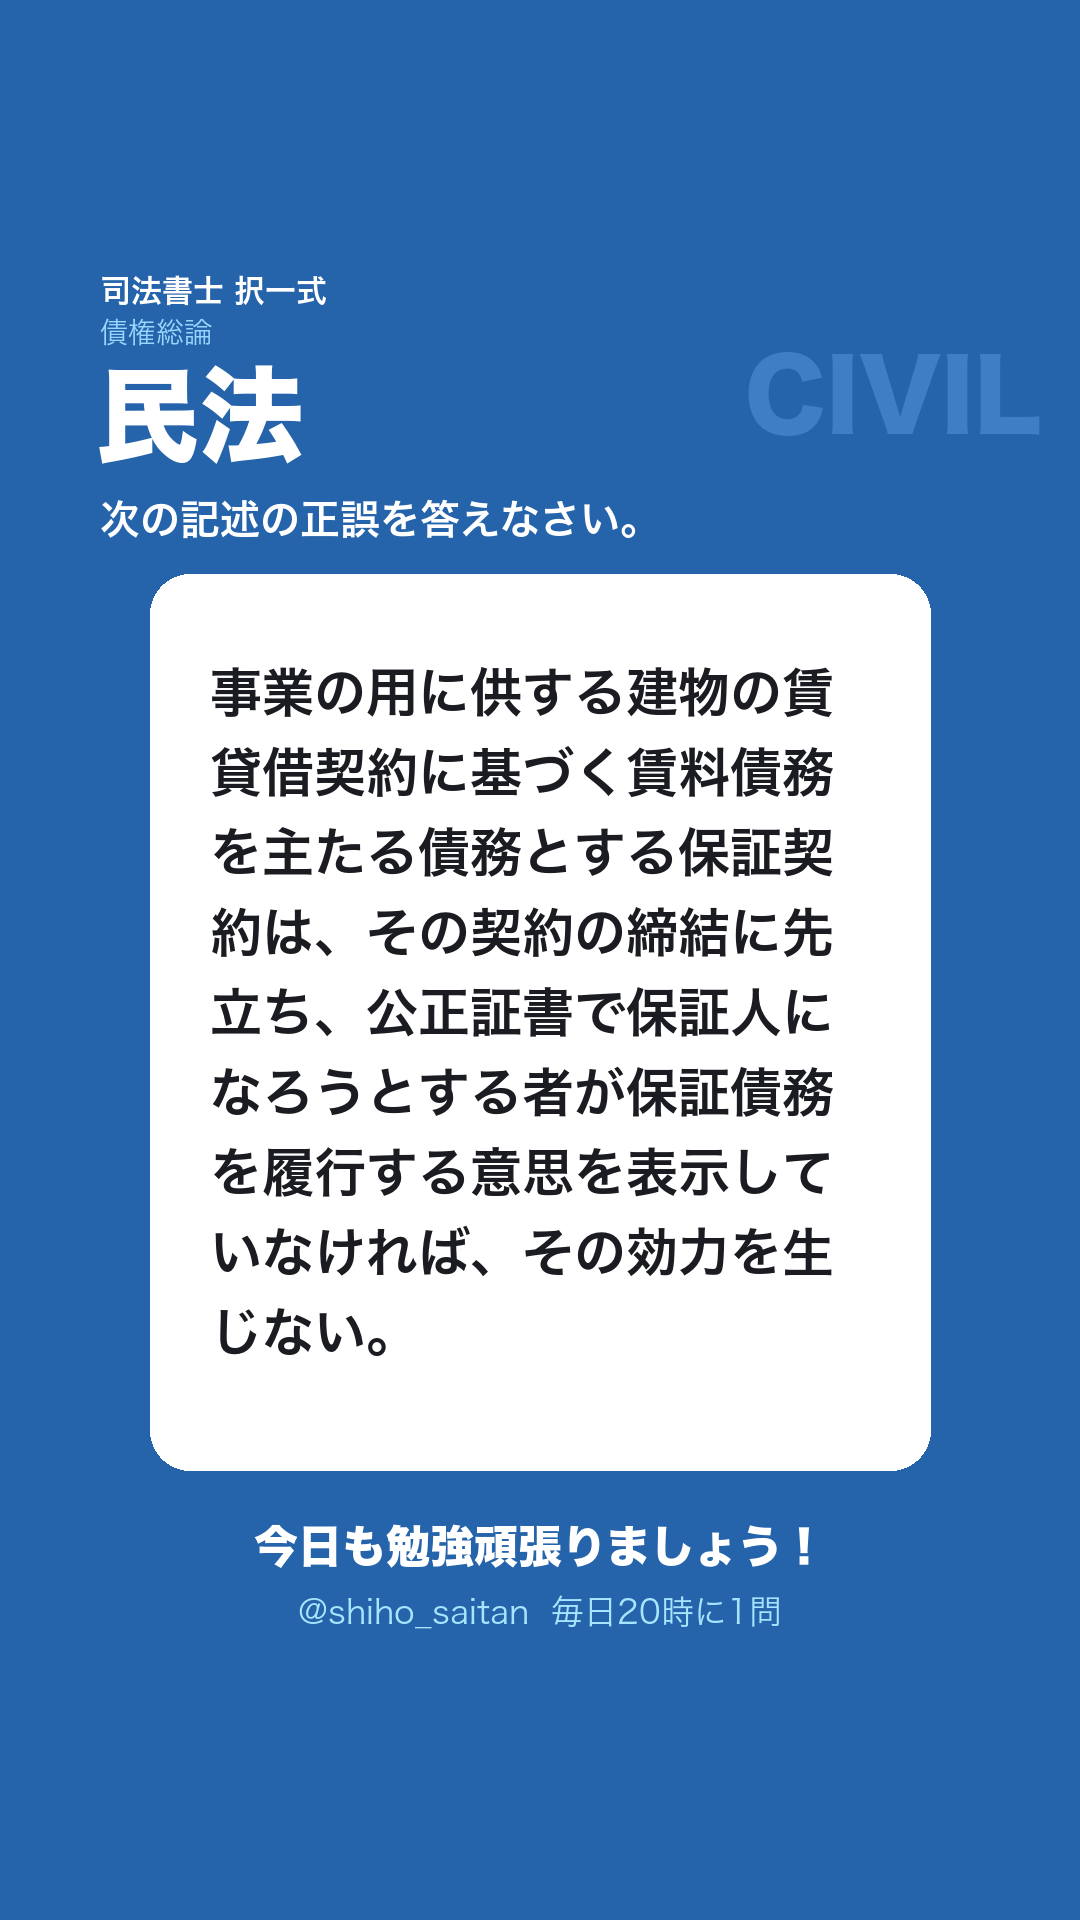 司法書士 択一式
債権総論
民法
CIVIL
次の記述の正誤を答えなさい。
事業の用に供する建物の賃
貸借契約に基づく賃料債務
を主たる債務とする保証契
約は、その契約の締結に先
立ち、公正証書で保証人に
なろうとする者が保証債務
を履行する意思を表示して
いなければ、その効力を生
じない。
今日も勉強頑張りましょう！
@shiho_saitan 毎日20時に1問